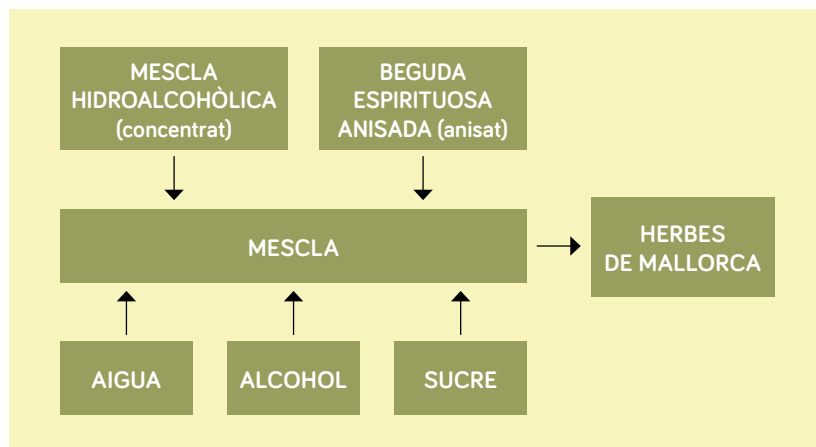 MESCLA
HIDROALCOHÒLICA
(concentrat)
BEGUDA
ESPIRITUOSA
ANISADA (anisat)
MESCLA
HERBES
DE MALLORCA
AIGUA
ALCOHOL
SUCRE